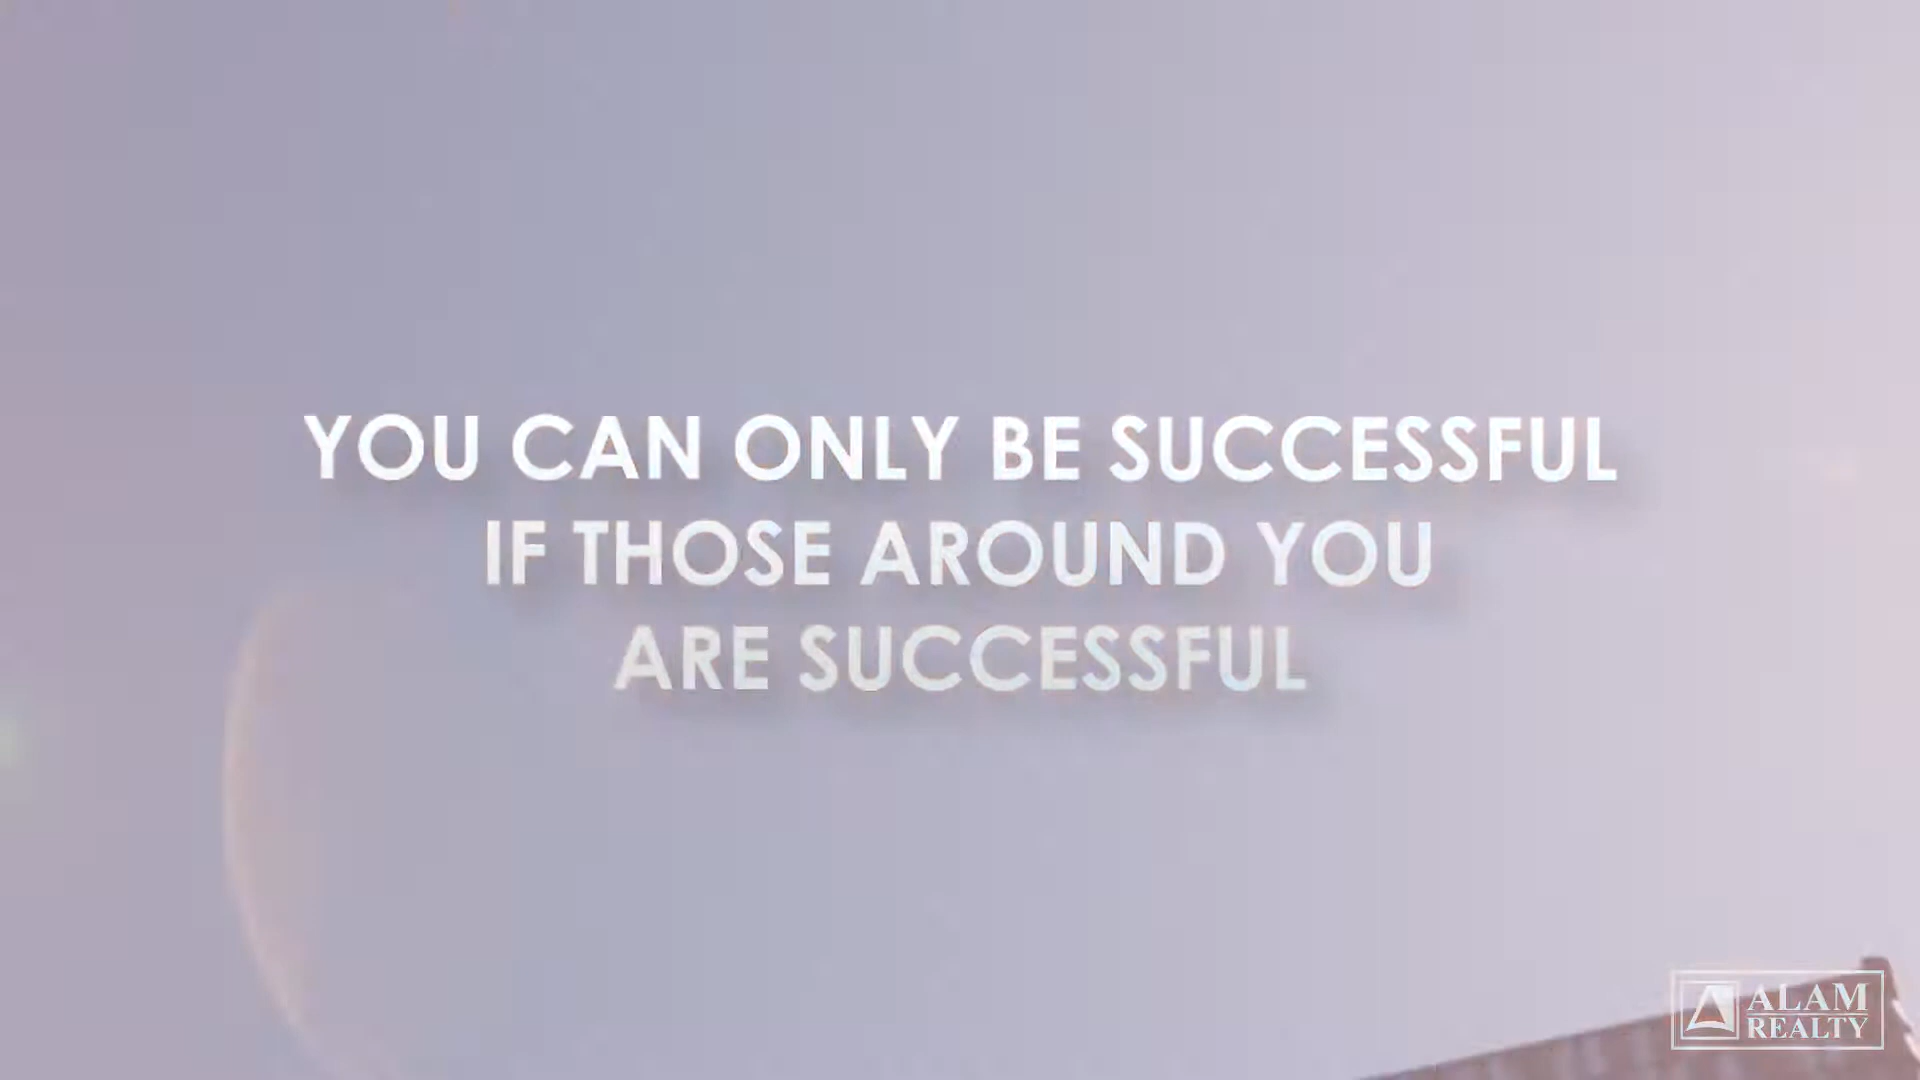 YOU CAN ONLY BE SUCCESSFUL
IF THOSE AROUND YOU
ARE SUCCESSFUL
ALAM
REALTY